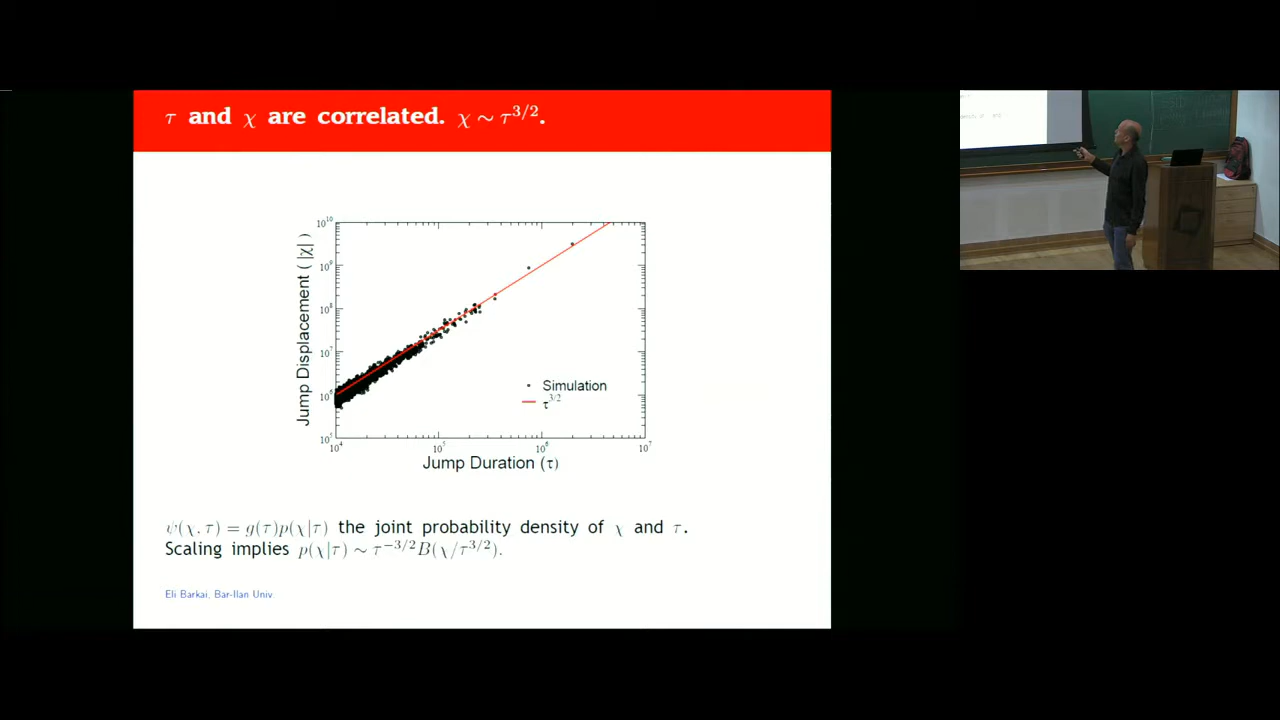 τ and χ are correlated. χ ∼ τ^{3/2}.
10^{10}
10^9
10^8
10^7
10^6
10^5
Jump Displacement ( |χ| )
Simulation
τ^{3/2}
10^4 10^5 10^6 10^7
Jump Duration (τ)
ψ(χ, τ) = g(τ)p(χ|τ) the joint probability density of χ and τ.
Scaling implies p(χ|τ) ∼ τ^{−3/2}B(χ/τ^{3/2}).
Eli Barkai, Bar-Ilan Univ.